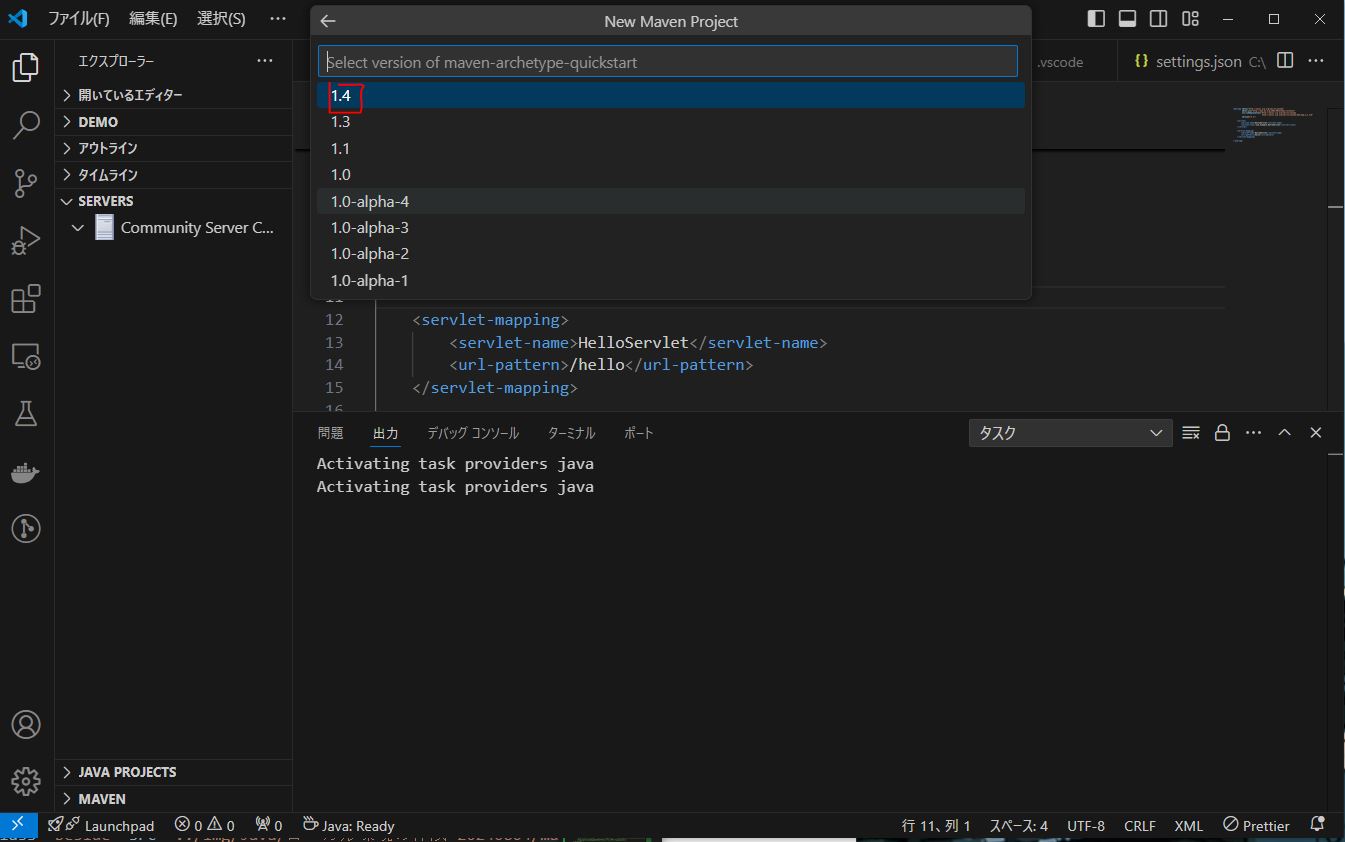 ファイル(F) 編集(E) 選択(S) ···
New Maven Project
エクスプローラー ···
Select version of maven-archetype-quickstart
.vscode
{} settings.json C:\ ···
開いているエディター
DEMO
アウトライン
タイムライン
SERVERS
Community Server C...
1.4
1.3
1.1
1.0
1.0-alpha-4
1.0-alpha-3
1.0-alpha-2
1.0-alpha-1
11
12 <servlet-mapping>
13 <servlet-name>HelloServlet</servlet-name>
14 <url-pattern>/hello</url-pattern>
15 </servlet-mapping>
16
問題 出力 デバッグ コンソール ターミナル ポート タスク ···
Activating task providers java
Activating task providers java
JAVA PROJECTS
MAVEN
Launchpad 0 0 0 Java: Ready 行 11、列 1 スペース: 4 UTF-8 CRLF XML Prettier